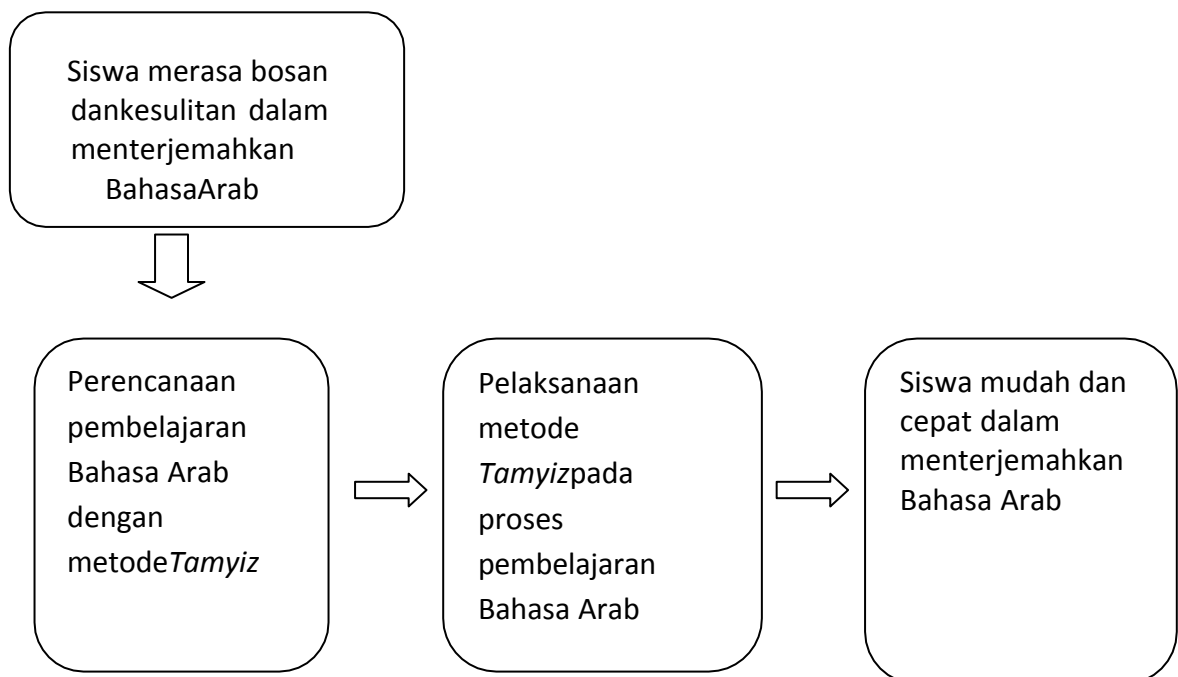 Siswa merasa bosan
dankesulitan dalam
menterjemahkan
BahasaArab
Perencanaan
pembelajaran
Bahasa Arab
dengan
metodeTamyiz
Pelaksanaan
metode
Tamyizpada
proses
pembelajaran
Bahasa Arab
Siswa mudah dan
cepat dalam
menterjemahkan
Bahasa Arab